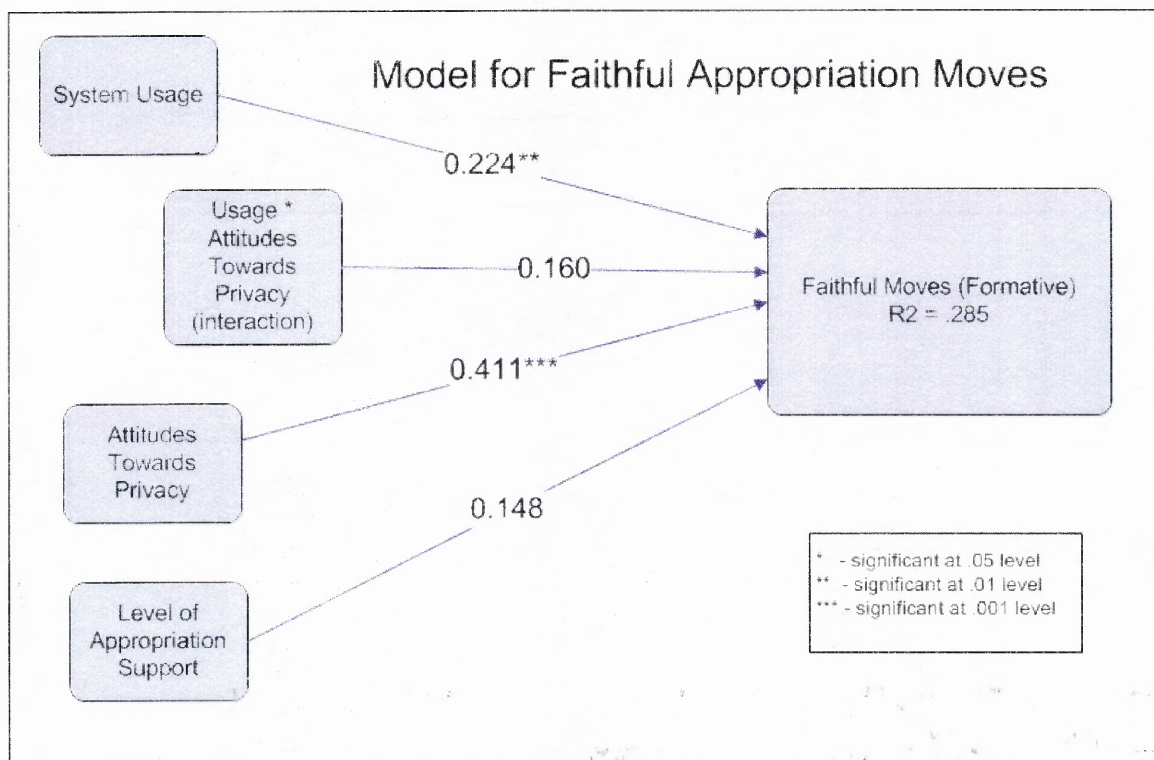 Model for Faithful Appropriation Moves
System Usage
0.224**
Usage *
Attitudes
Towards
Privacy
(interaction)
0.160
Faithful Moves (Formative)
R2 = .285
0.411***
Attitudes
Towards
Privacy
0.148
Level of
Appropriation
Support
* - significant at .05 level
** - significant at .01 level
*** - significant at .001 level